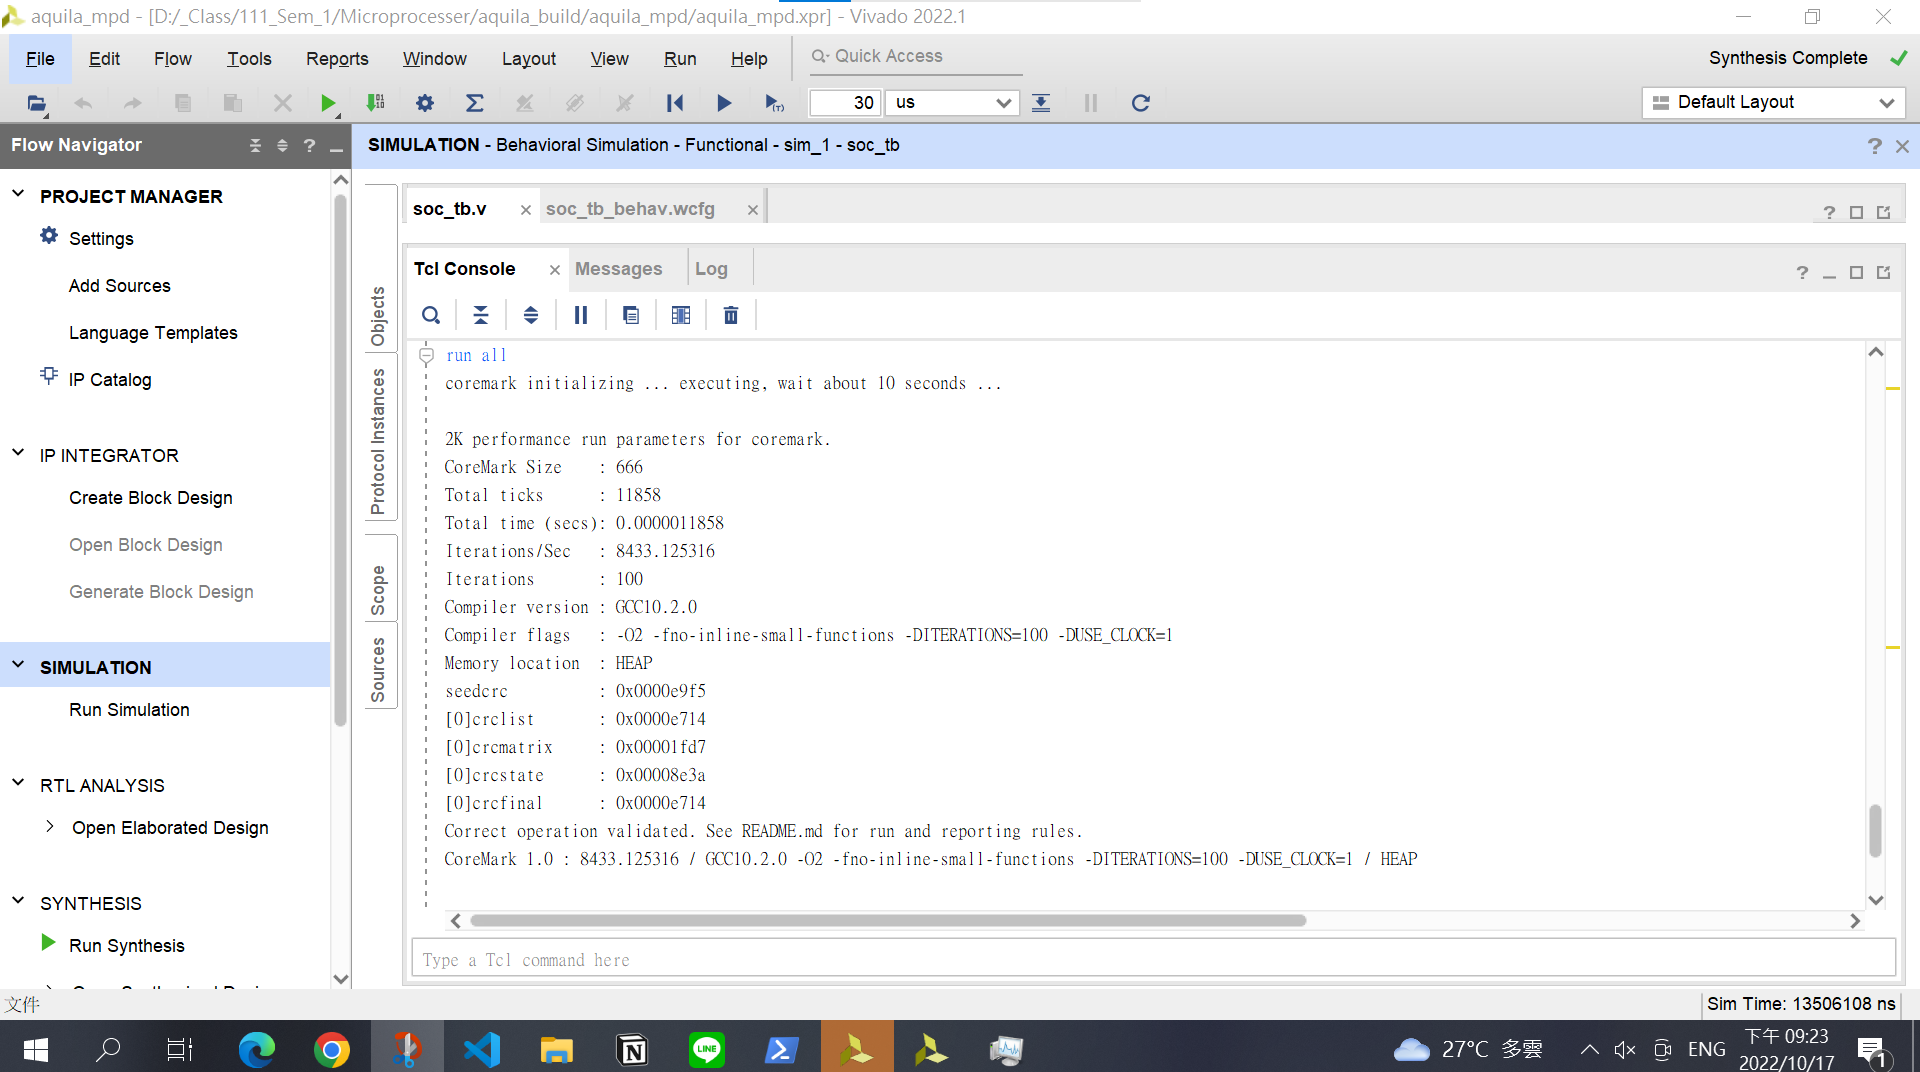 aquila_mpd - [D:/_Class/111_Sem_1/Microprocesser/aquila_build/aquila_mpd/aquila_mpd.xpr] - Vivado 2022.1
File Edit Flow Tools Reports Window Layout View Run Help Quick Access Synthesis Complete
30 us Default Layout
Flow Navigator
SIMULATION - Behavioral Simulation - Functional - sim_1 - soc_tb
PROJECT MANAGER
Settings
Add Sources
Language Templates
IP Catalog
IP INTEGRATOR
Create Block Design
Open Block Design
Generate Block Design
SIMULATION
Run Simulation
RTL ANALYSIS
Open Elaborated Design
SYNTHESIS
Run Synthesis
Objects
Protocol Instances
Scope
Sources
soc_tb.v soc_tb_behav.wcfg
Tcl Console Messages Log
run all
coremark initializing ... executing, wait about 10 seconds ...
2K performance run parameters for coremark.
CoreMark Size : 666
Total ticks : 11858
Total time (secs): 0.0000011858
Iterations/Sec : 8433.125316
Iterations : 100
Compiler version : GCC10.2.0
Compiler flags : -O2 -fno-inline-small-functions -DITERATIONS=100 -DUSE_CLOCK=1
Memory location : HEAP
seedcrc : 0x0000e9f5
[0]crclist : 0x0000e714
[0]crcmatrix : 0x00001fd7
[0]crcstate : 0x00008e3a
[0]crcfinal : 0x0000e714
Correct operation validated. See README.md for run and reporting rules.
CoreMark 1.0 : 8433.125316 / GCC10.2.0 -O2 -fno-inline-small-functions -DITERATIONS=100 -DUSE_CLOCK=1 / HEAP
Type a Tcl command here
文件
Sim Time: 13506108 ns
27°C 多雲
ENG
下午 09:23
2022/10/17
1